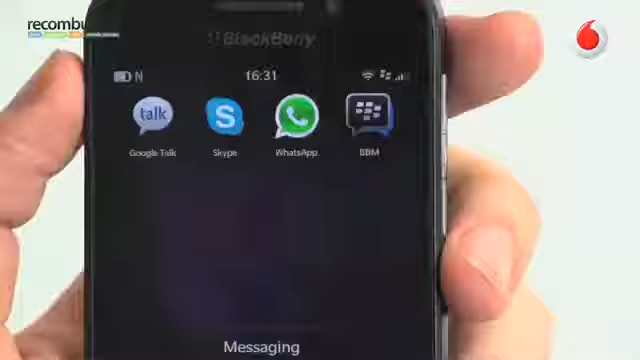 recombu
BlackBerry
N
16:31
talk
Google Talk
Skype
WhatsApp
BBM
Messaging